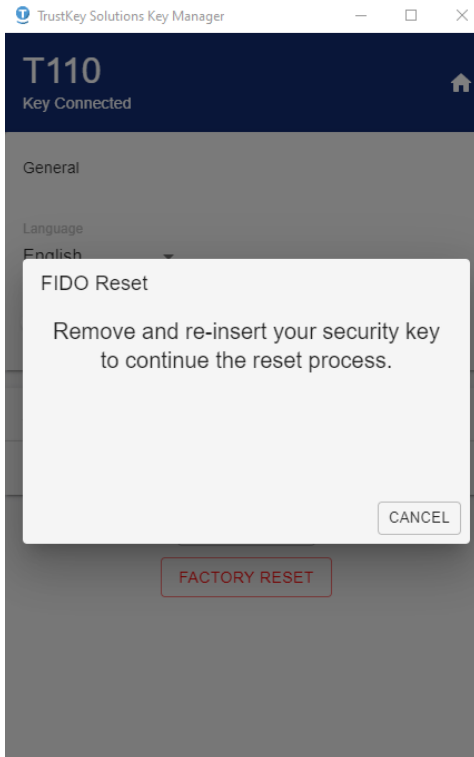 TrustKey Solutions Key Manager
T110
Key Connected
General
Language
English
FIDO Reset
Remove and re-insert your security key
to continue the reset process.
CANCEL
FACTORY RESET